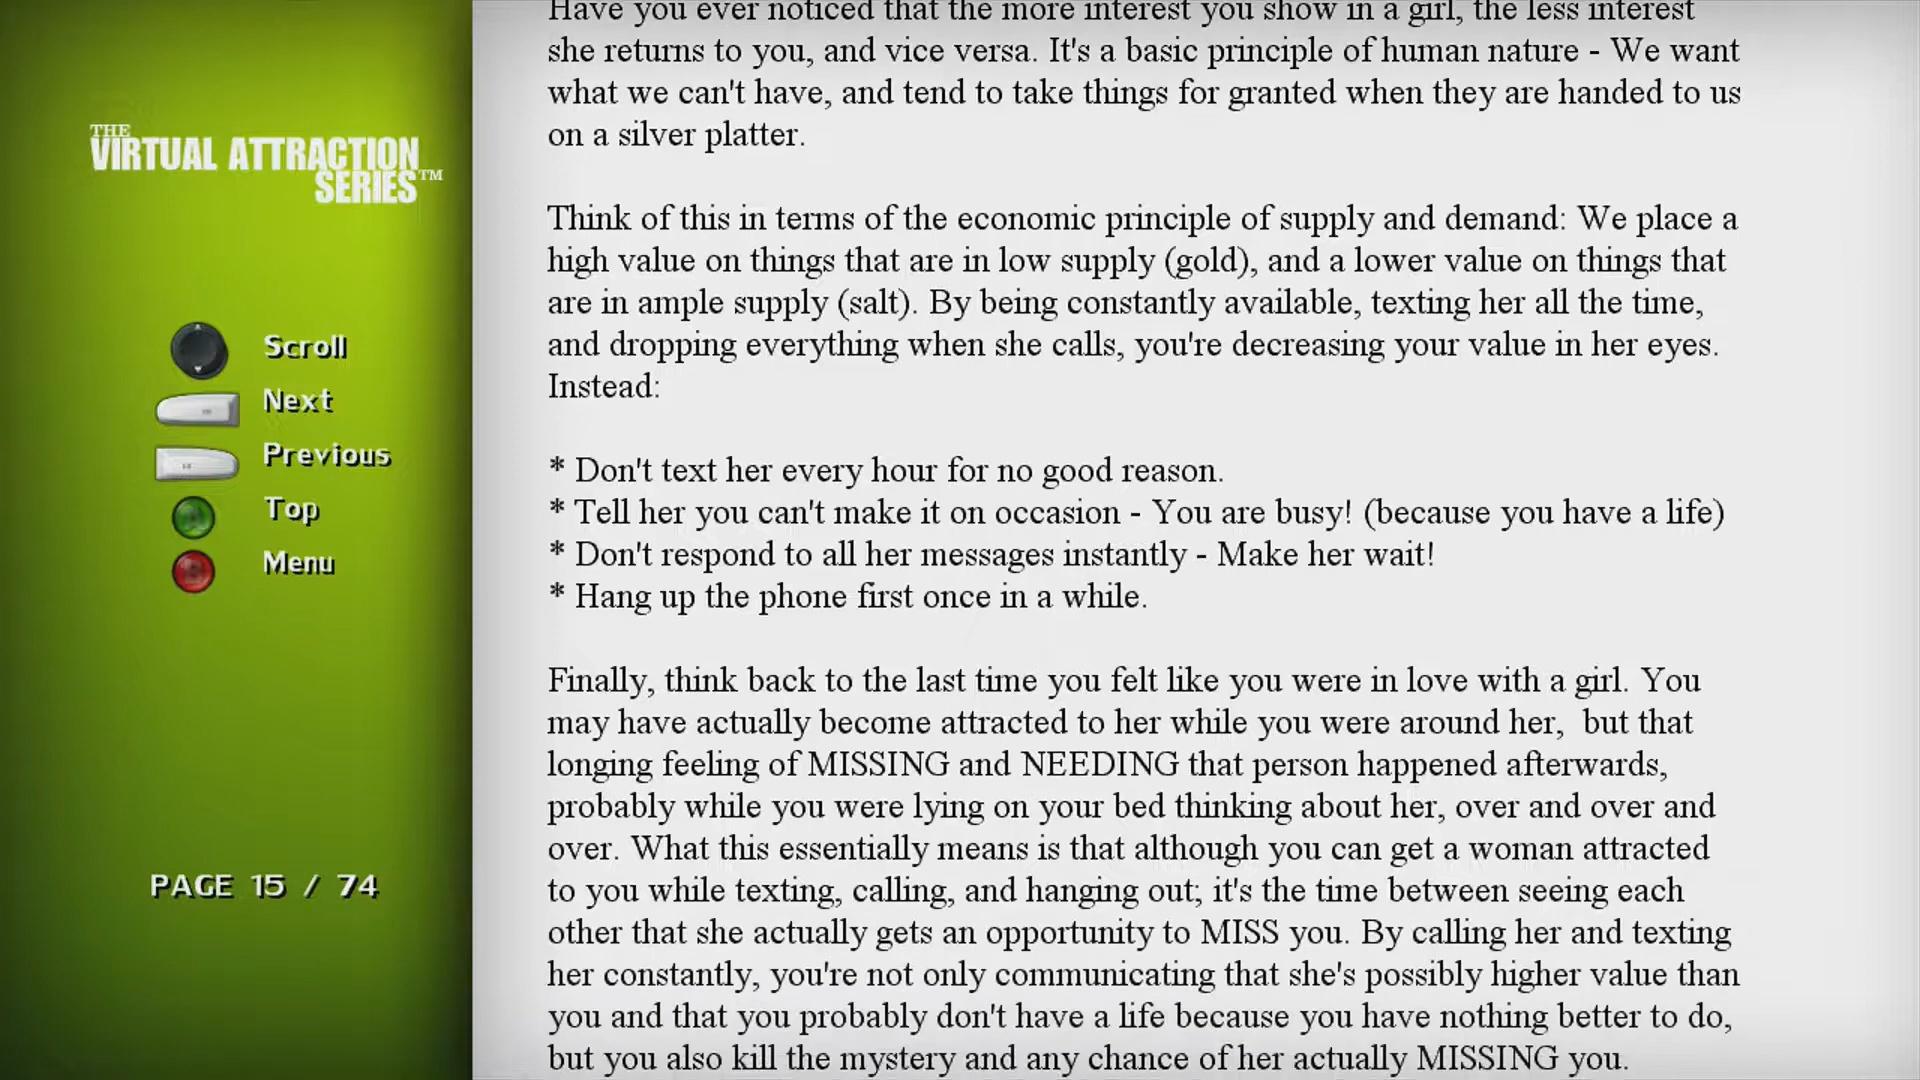 THE
VIRTUAL ATTRACTION
SERIES™
Scroll
Next
Previous
Top
Menu
PAGE 15 / 74
Have you ever noticed that the more interest you show in a girl, the less interest
she returns to you, and vice versa. It's a basic principle of human nature - We want
what we can't have, and tend to take things for granted when they are handed to us
on a silver platter.
Think of this in terms of the economic principle of supply and demand: We place a
high value on things that are in low supply (gold), and a lower value on things that
are in ample supply (salt). By being constantly available, texting her all the time,
and dropping everything when she calls, you're decreasing your value in her eyes.
Instead:
* Don't text her every hour for no good reason.
* Tell her you can't make it on occasion - You are busy! (because you have a life)
* Don't respond to all her messages instantly - Make her wait!
* Hang up the phone first once in a while.
Finally, think back to the last time you felt like you were in love with a girl. You
may have actually become attracted to her while you were around her,  but that
longing feeling of MISSING and NEEDING that person happened afterwards,
probably while you were lying on your bed thinking about her, over and over and
over. What this essentially means is that although you can get a woman attracted
to you while texting, calling, and hanging out; it's the time between seeing each
other that she actually gets an opportunity to MISS you. By calling her and texting
her constantly, you're not only communicating that she's possibly higher value than
you and that you probably don't have a life because you have nothing better to do,
but you also kill the mystery and any chance of her actually MISSING you.